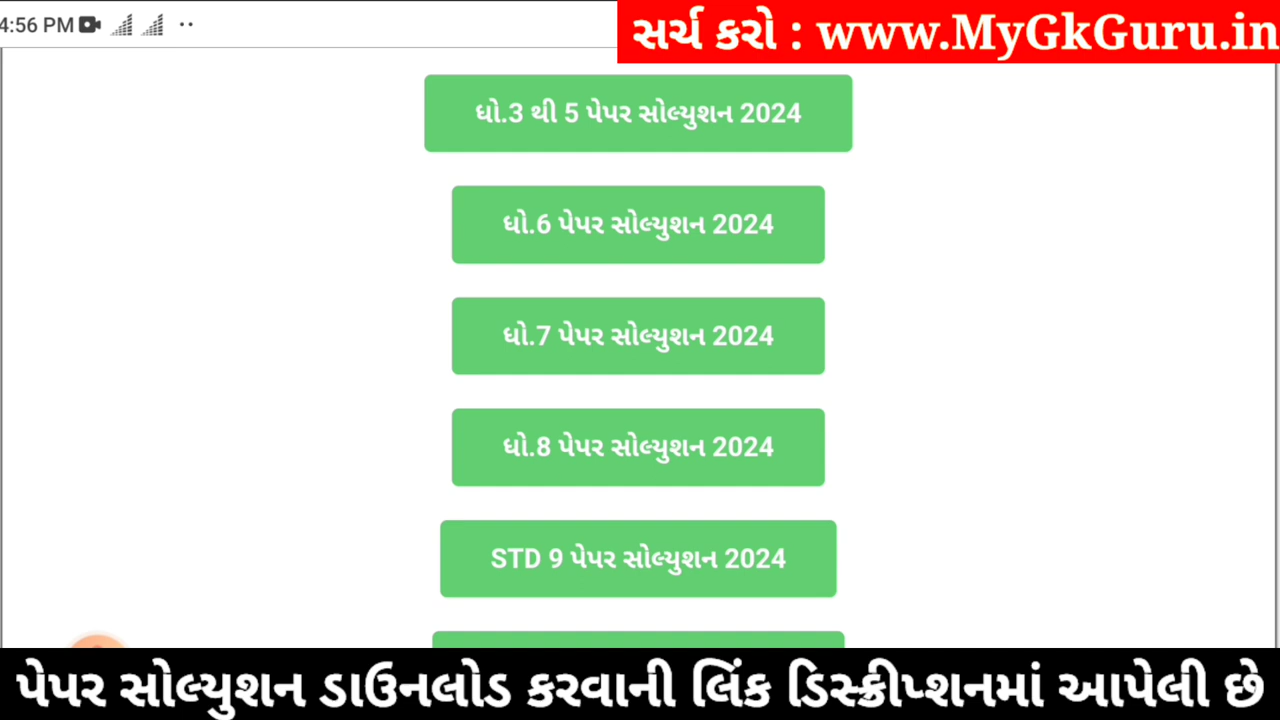 4:56 PM
સર્ચ કરો : www.MyGkGuru.in
ધો.3 થી 5 પેપર સોલ્યુશન 2024
ધો.6 પેપર સોલ્યુશન 2024
ધો.7 પેપર સોલ્યુશન 2024
ધો.8 પેપર સોલ્યુશન 2024
STD 9 પેપર સોલ્યુશન 2024
પેપર સોલ્યુશન ડાઉનલોડ કરવાની લિંક ડિસ્ક્રીપ્શનમાં આપેલી છે